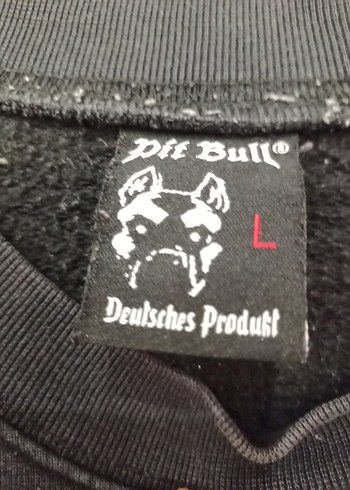 Pit Bull®
L
Deutsches Produkt